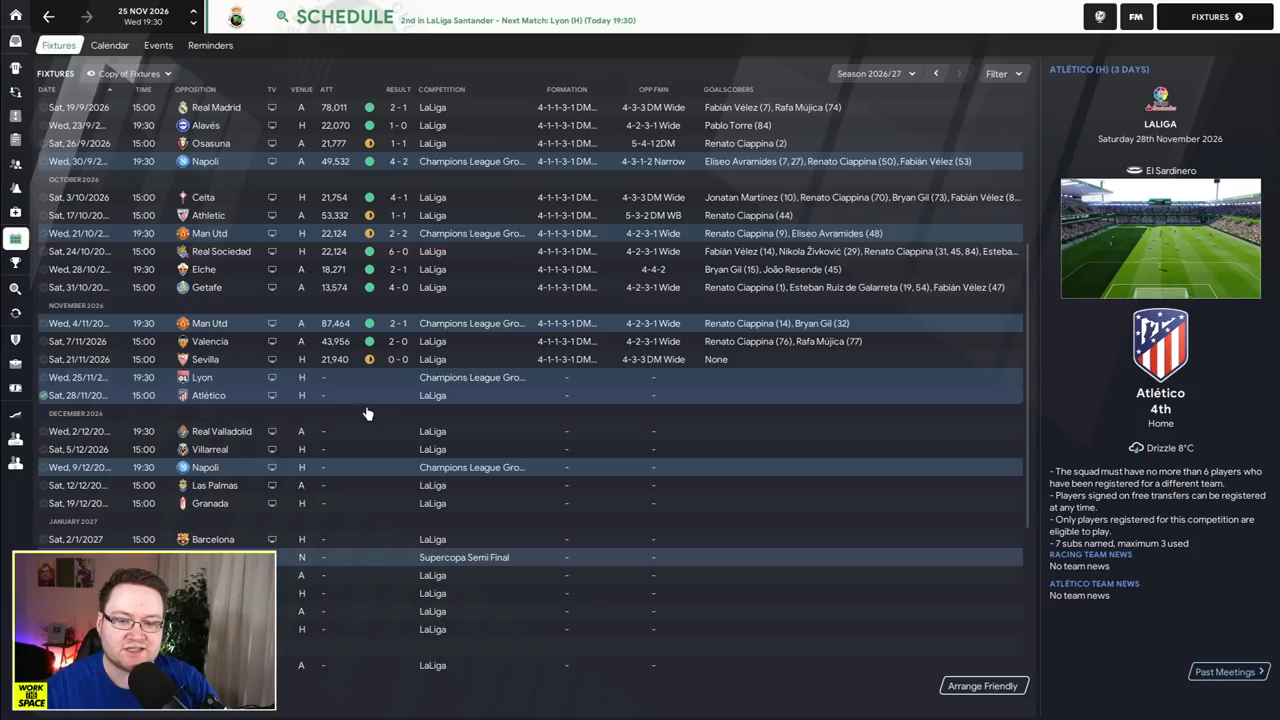 25 NOV 2026
Wed 19:30
SCHEDULE
2nd in LaLiga Santander - Next Match: Lyon (H) (Today 19:30)
FM
FIXTURES
Fixtures Calendar Events Reminders
FIXTURES Copy of Fixtures Season 2026/27 Filter
DATE TIME OPPOSITION TV VENUE ATT RESULT COMPETITION FORMATION OPP FMN GOALSCORERS
Sat, 19/9/2026 15:00 Real Madrid A 78,011 2 - 1 LaLiga 4-1-1-3-1 DM... 4-3-3 DM Wide Fabián Vélez (7), Rafa Mújica (74)
Wed, 23/9/2... 19:30 Alavés H 22,070 1 - 0 LaLiga 4-1-1-3-1 DM... 4-2-3-1 Wide Pablo Torre (84)
Sat, 26/9/2026 15:00 Osasuna A 21,777 1 - 1 LaLiga 4-1-1-3-1 DM... 5-4-1 2DM Renato Ciappina (2)
Wed, 30/9/2... 19:30 Napoli A 49,532 4 - 2 Champions League Gro... 4-1-1-3-1 DM... 4-3-1-2 Narrow Eliseo Avramides (7, 27), Renato Ciappina (50), Fabián Vélez (53)
OCTOBER 2026
Sat, 3/10/2026 15:00 Celta H 21,754 4 - 1 LaLiga 4-1-1-3-1 DM... 4-3-3 DM Wide Jonatan Martínez (10), Renato Ciappina (70), Bryan Gil (73), Fabián Vélez (8...
Sat, 17/10/20... 15:00 Athletic A 53,332 1 - 1 LaLiga 4-1-1-3-1 DM... 5-3-2 DM WB Renato Ciappina (44)
Wed, 21/10/2... 19:30 Man Utd H 22,124 2 - 2 Champions League Gro... 4-1-1-3-1 DM... 4-2-3-1 Wide Renato Ciappina (9), Eliseo Avramides (48)
Sat, 24/10/20... 15:00 Real Sociedad H 22,124 6 - 0 LaLiga 4-1-1-3-1 DM... 4-2-3-1 Wide Fabián Vélez (14), Nikola Živković (29), Renato Ciappina (31, 45, 84), Esteba...
Wed, 28/10/2... 19:30 Elche A 18,271 2 - 1 LaLiga 4-1-1-3-1 DM... 4-4-2 Bryan Gil (15), João Resende (45)
Sat, 31/10/20... 15:00 Getafe A 13,574 4 - 0 LaLiga 4-1-1-3-1 DM... 4-2-3-1 Wide Renato Ciappina (1), Esteban Ruiz de Galarreta (19, 54), Fabián Vélez (47)
NOVEMBER 2026
Wed, 4/11/20... 19:30 Man Utd A 87,464 2 - 1 Champions League Gro... 4-1-1-3-1 DM... 4-2-3-1 Wide Renato Ciappina (14), Bryan Gil (32)
Sat, 7/11/2026 15:00 Valencia A 43,956 2 - 0 LaLiga 4-1-1-3-1 DM... 4-2-3-1 Wide Renato Ciappina (76), Rafa Mújica (77)
Sat, 21/11/2026 15:00 Sevilla H 21,940 0 - 0 LaLiga 4-1-1-3-1 DM... 4-3-3 DM Wide None
Wed, 25/11/2... 19:30 Lyon H - Champions League Gro... - -
Sat, 28/11/20... 15:00 Atlético H - LaLiga - -
DECEMBER 2026
Wed, 2/12/20... 19:30 Real Valladolid A - LaLiga - -
Sat, 5/12/2026 15:00 Villarreal H - LaLiga - -
Wed, 9/12/20... 19:30 Napoli H - Champions League Gro... - -
Sat, 12/12/20... 15:00 Las Palmas A - LaLiga - -
Sat, 19/12/20... 15:00 Granada H - LaLiga - -
JANUARY 2027
Sat, 2/1/2027 15:00 Barcelona H - LaLiga - -
N - Supercopa Semi Final - -
A - LaLiga - -
H - LaLiga - -
A - LaLiga - -
H - LaLiga - -
A - LaLiga - -
Arrange Friendly
WORK
THE
SPACE
ATLÉTICO (H) (3 DAYS)
LALIGA
Saturday 28th November 2026
El Sardinero
Atlético
4th
Home
Drizzle 8°C
- The squad must have no more than 6 players who
have been registered for a different team.
- Players signed on free transfers can be registered
at any time.
- Only players registered for this competition are
eligible to play.
- 7 subs named, maximum 3 used
RACING TEAM NEWS
No team news
ATLÉTICO TEAM NEWS
No team news
Past Meetings